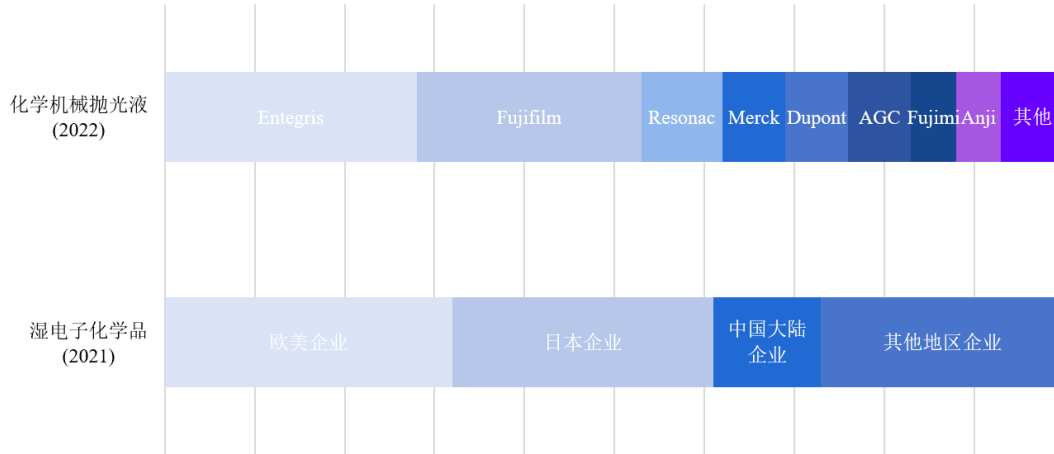 化学机械抛光液
(2022)
Entegris
Fujifilm
Resonac
Merck
Dupont
AGC
Fujimi
Anji
其他
湿电子化学品
(2021)
欧美企业
日本企业
中国大陆
企业
其他地区企业